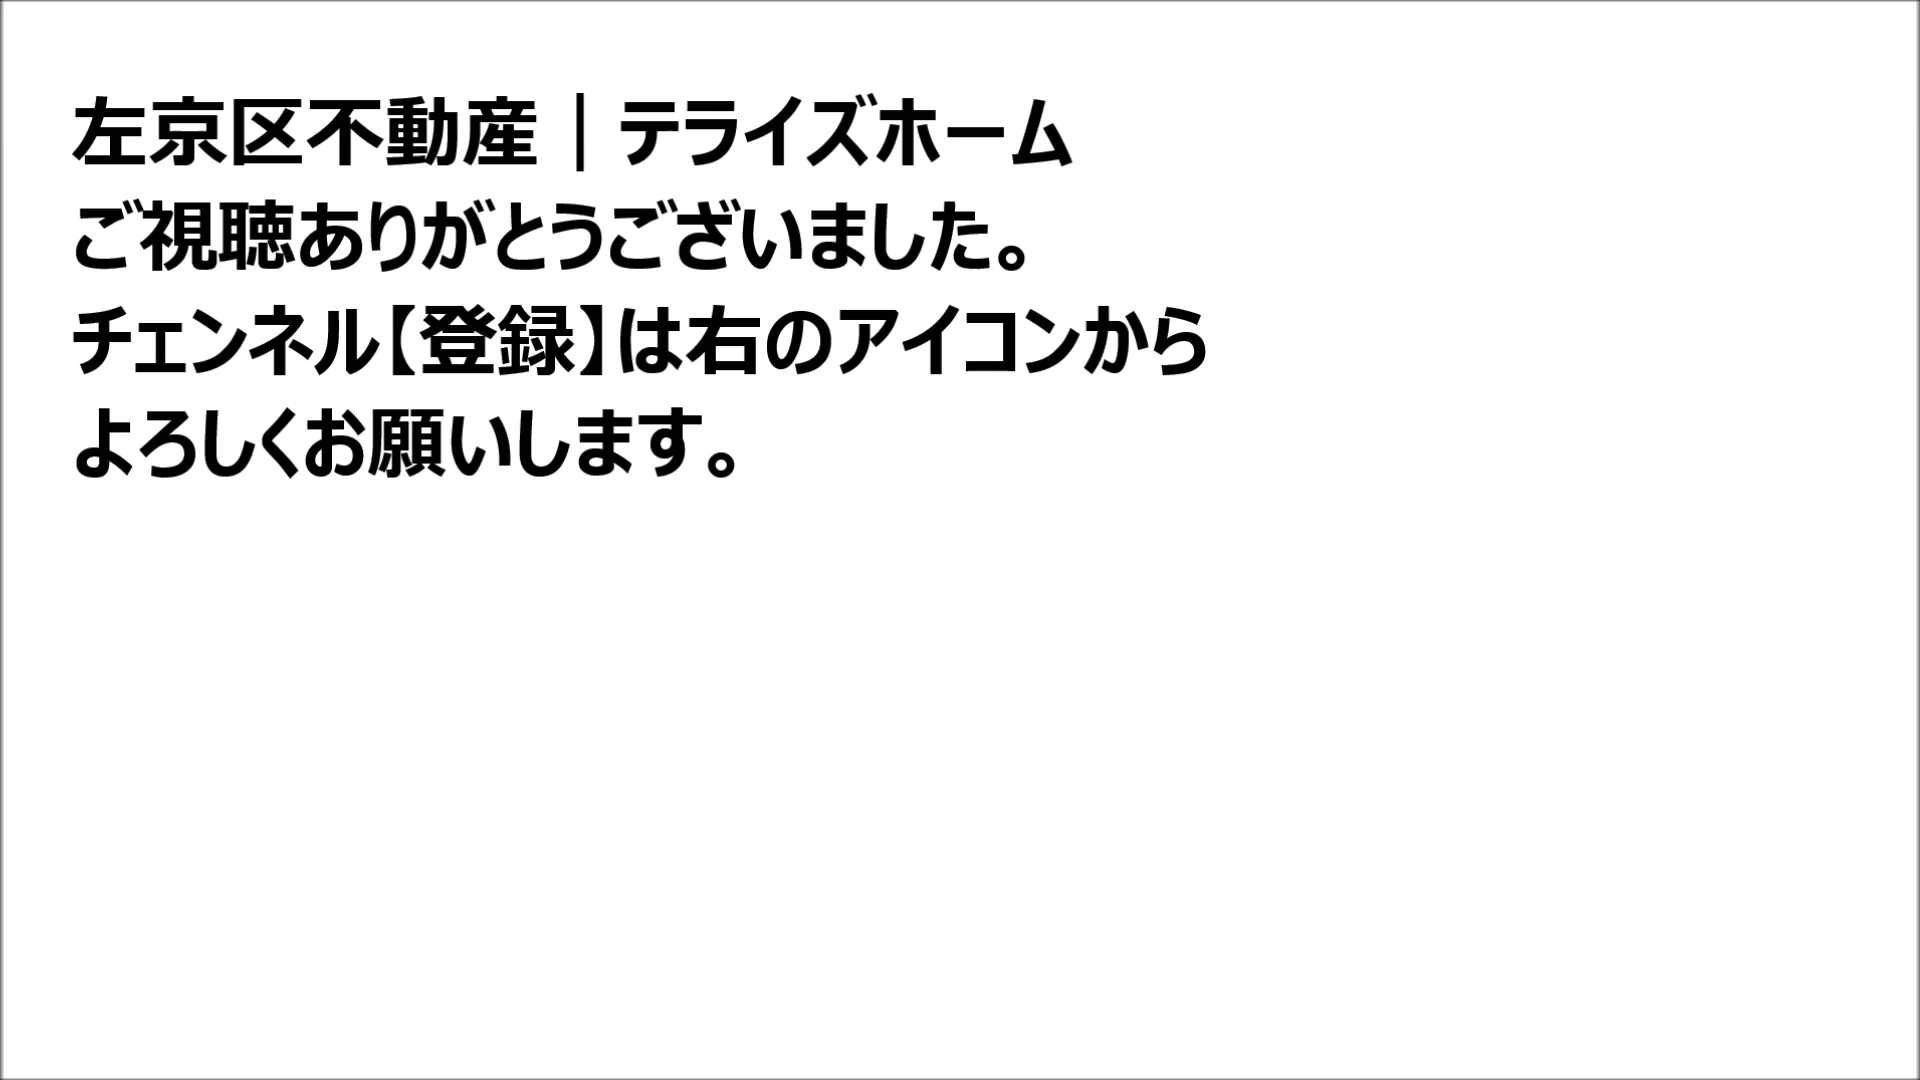 左京区不動産｜テライズホーム
ご視聴ありがとうございました。
チェンネル【登録】は右のアイコンから
よろしくお願いします。